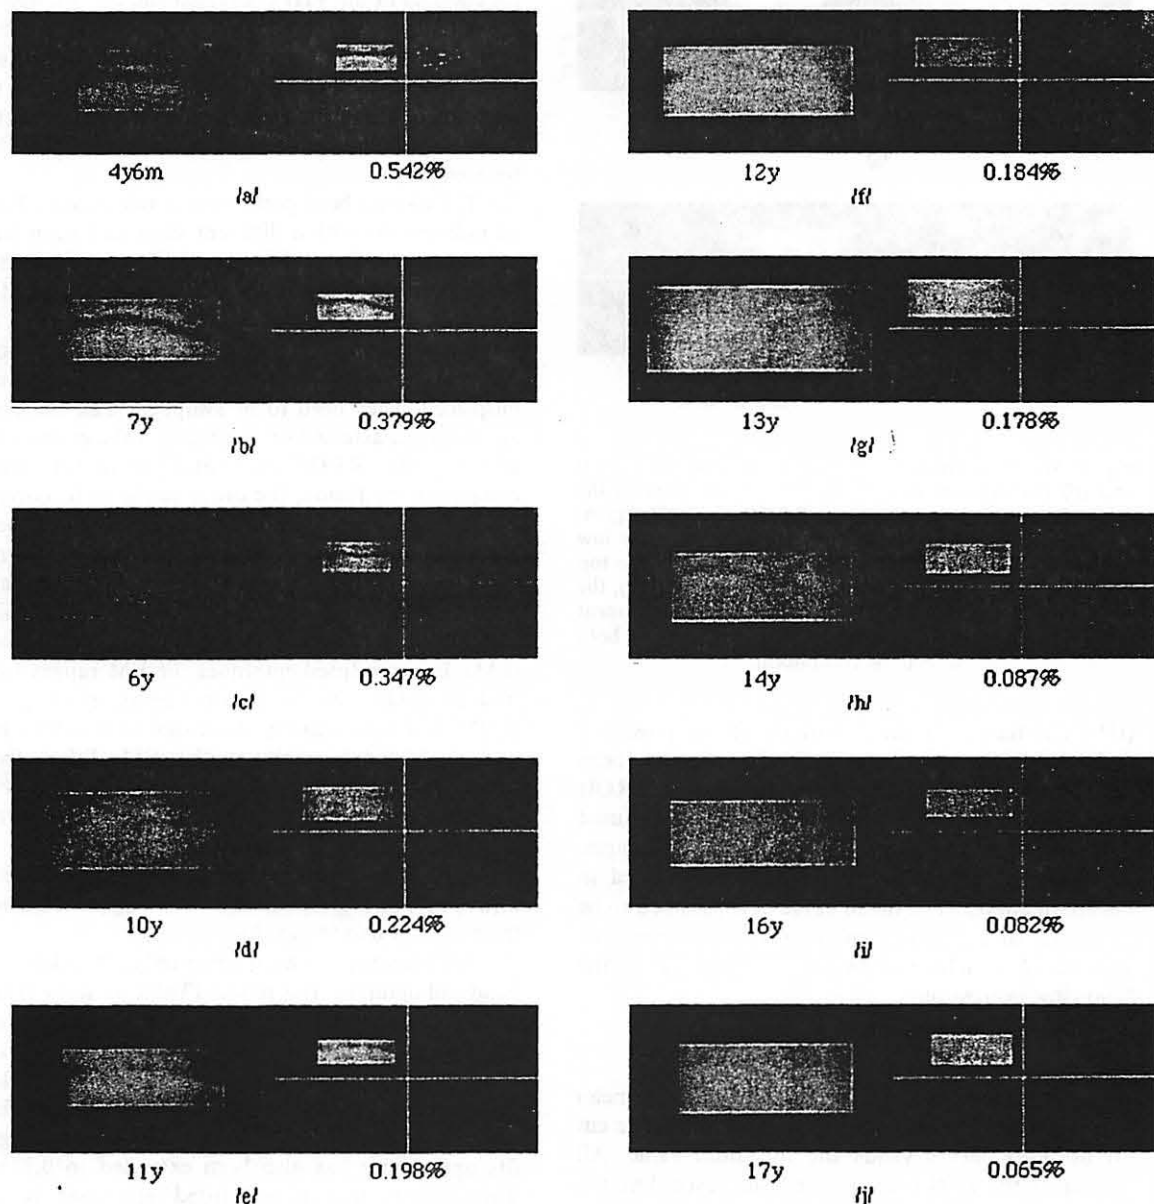 4y6m 0.542%
/a/
7y 0.379%
/b/
6y 0.347%
/c/
10y 0.224%
/d/
11y 0.198%
/e/
12y 0.184%
/f/
13y 0.178%
/g/
14y 0.087%
/h/
16y 0.082%
/i/
17y 0.065%
/j/